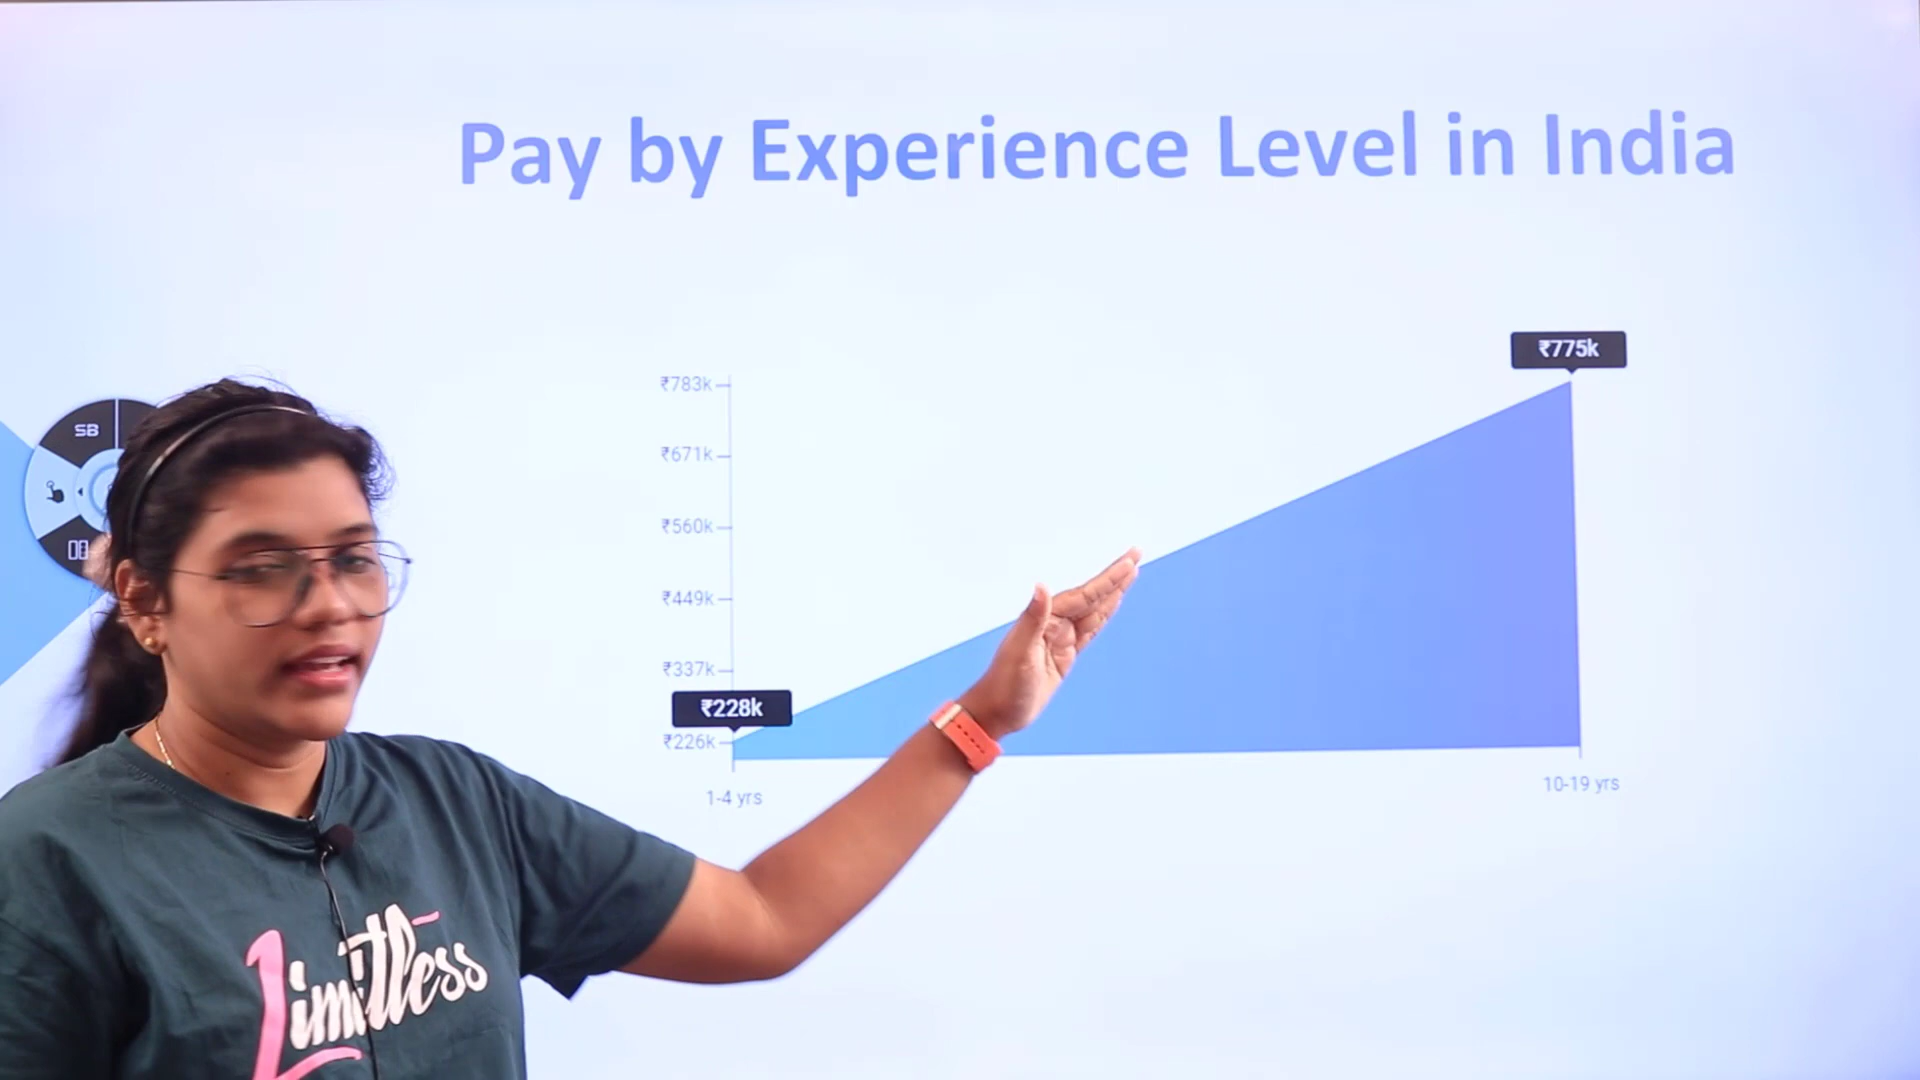 Pay by Experience Level in India
₹775k
₹783k
₹671k
₹560k
₹449k
₹337k
₹228k
₹226k
1-4 yrs
10-19 yrs
SB
Limitless